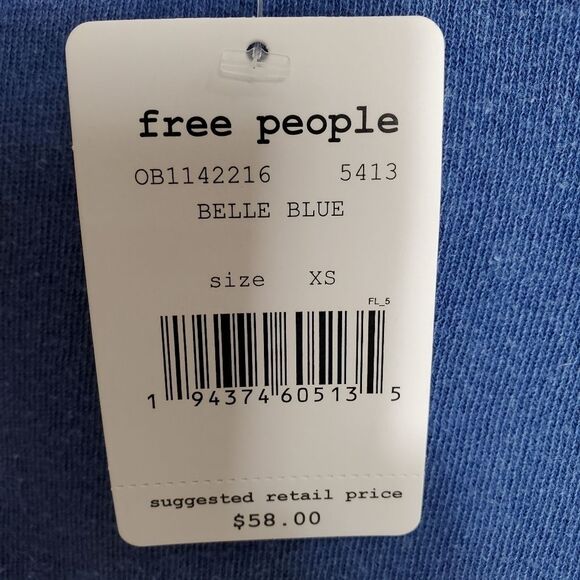 free people
OB1142216 5413
BELLE BLUE
size XS
FL_5
1 94374 60513 5
suggested retail price
$58.00